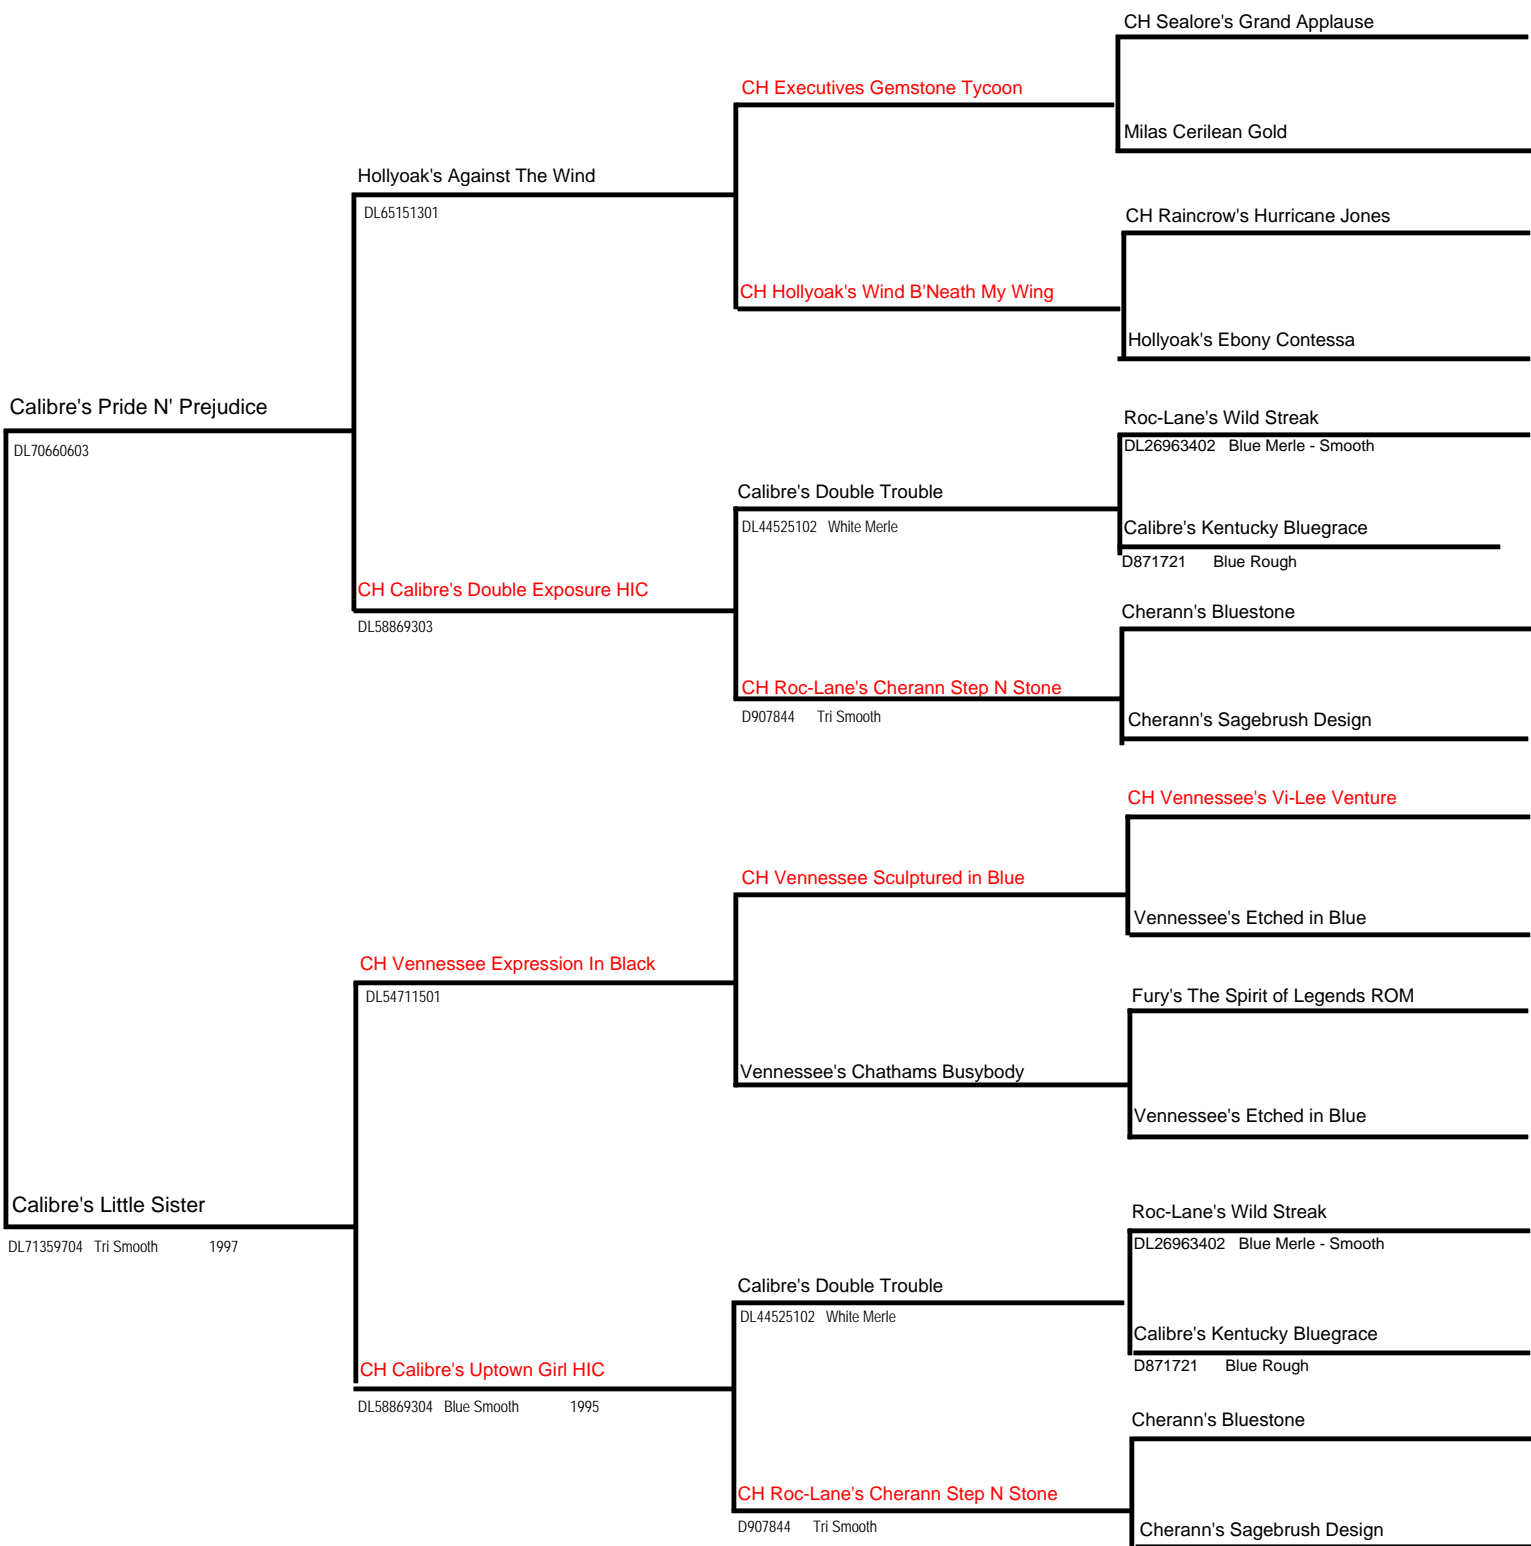 CH Sealore's Grand Applause
CH Executives Gemstone Tycoon
Milas Cerilean Gold
Hollyoak's Against The Wind
DL65151301
CH Raincrow's Hurricane Jones
CH Hollyoak's Wind B'Neath My Wing
Hollyoak's Ebony Contessa
Calibre's Pride N' Prejudice
DL70660603
Roc-Lane's Wild Streak
DL26963402 Blue Merle - Smooth
Calibre's Double Trouble
DL44525102 White Merle
Calibre's Kentucky Bluegrace
D871721 Blue Rough
CH Calibre's Double Exposure HIC
DL58869303
Cherann's Bluestone
CH Roc-Lane's Cherann Step N Stone
D907844 Tri Smooth
Cherann's Sagebrush Design
CH Vennessee's Vi-Lee Venture
CH Vennessee Sculptured in Blue
Vennessee's Etched in Blue
CH Vennessee Expression In Black
DL54711501
Fury's The Spirit of Legends ROM
Vennessee's Chathams Busybody
Vennessee's Etched in Blue
Calibre's Little Sister
DL71359704 Tri Smooth 1997
Roc-Lane's Wild Streak
DL26963402 Blue Merle - Smooth
Calibre's Double Trouble
DL44525102 White Merle
Calibre's Kentucky Bluegrace
D871721 Blue Rough
CH Calibre's Uptown Girl HIC
DL58869304 Blue Smooth 1995
Cherann's Bluestone
CH Roc-Lane's Cherann Step N Stone
D907844 Tri Smooth
Cherann's Sagebrush Design